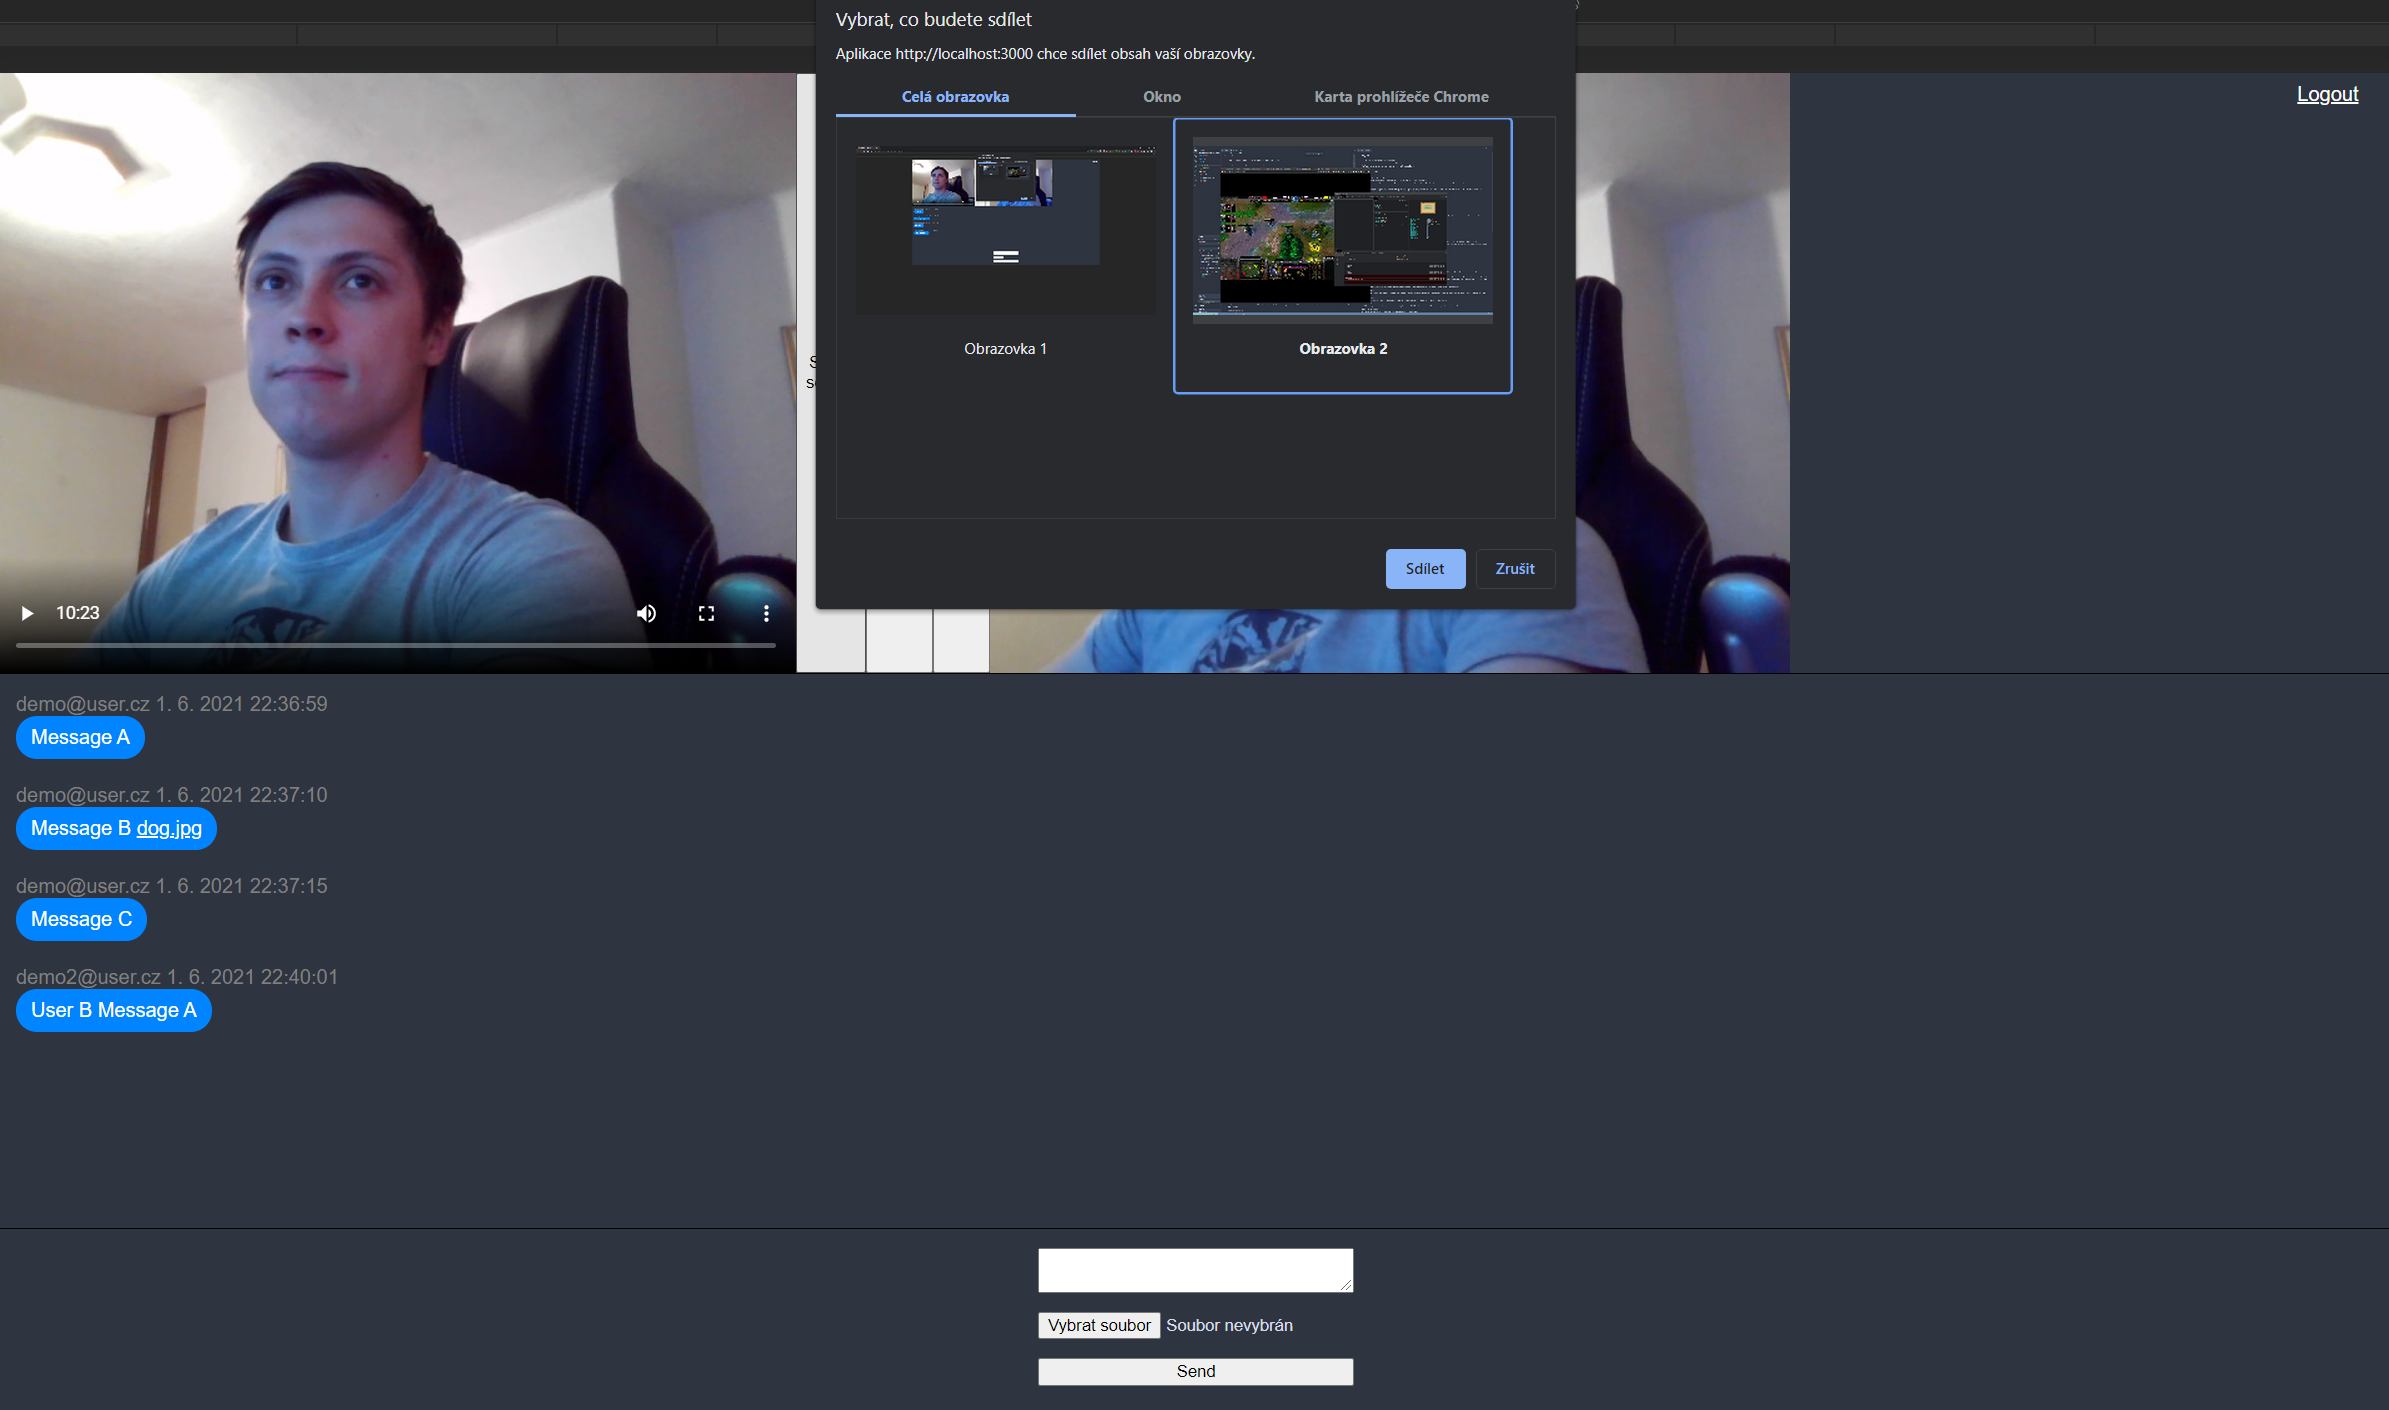 Vybrat, co budete sdílet
Aplikace http://localhost:3000 chce sdílet obsah vaší obrazovky.
Celá obrazovka
Okno
Karta prohlížeče Chrome
Logout
Obrazovka 1
Obrazovka 2
Sdílet
Zrušit
10:23
demo@user.cz 1. 6. 2021 22:36:59
Message A
demo@user.cz 1. 6. 2021 22:37:10
Message B dog.jpg
demo@user.cz 1. 6. 2021 22:37:15
Message C
demo2@user.cz 1. 6. 2021 22:40:01
User B Message A
Vybrat soubor Soubor nevybrán
Send